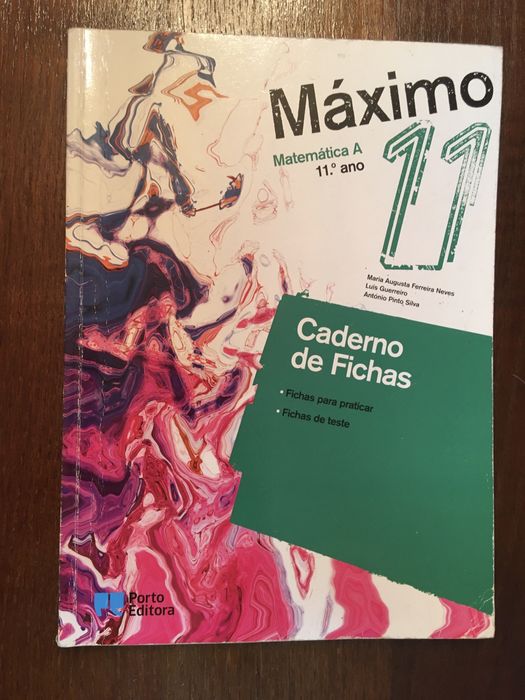 Máximo
Matemática A
11.º ano
11
Maria Augusta Ferreira Neves
Luís Guerreiro
António Pinto Silva
Caderno
de Fichas
• Fichas para praticar
• Fichas de teste
Porto
Editora